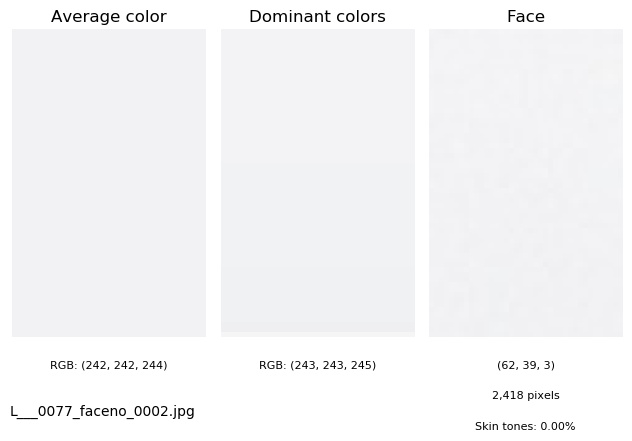 Average color
Dominant colors
Face
RGB: (242, 242, 244)
RGB: (243, 243, 245)
(62, 39, 3)
2,418 pixels
L___0077_faceno_0002.jpg
Skin tones: 0.00%